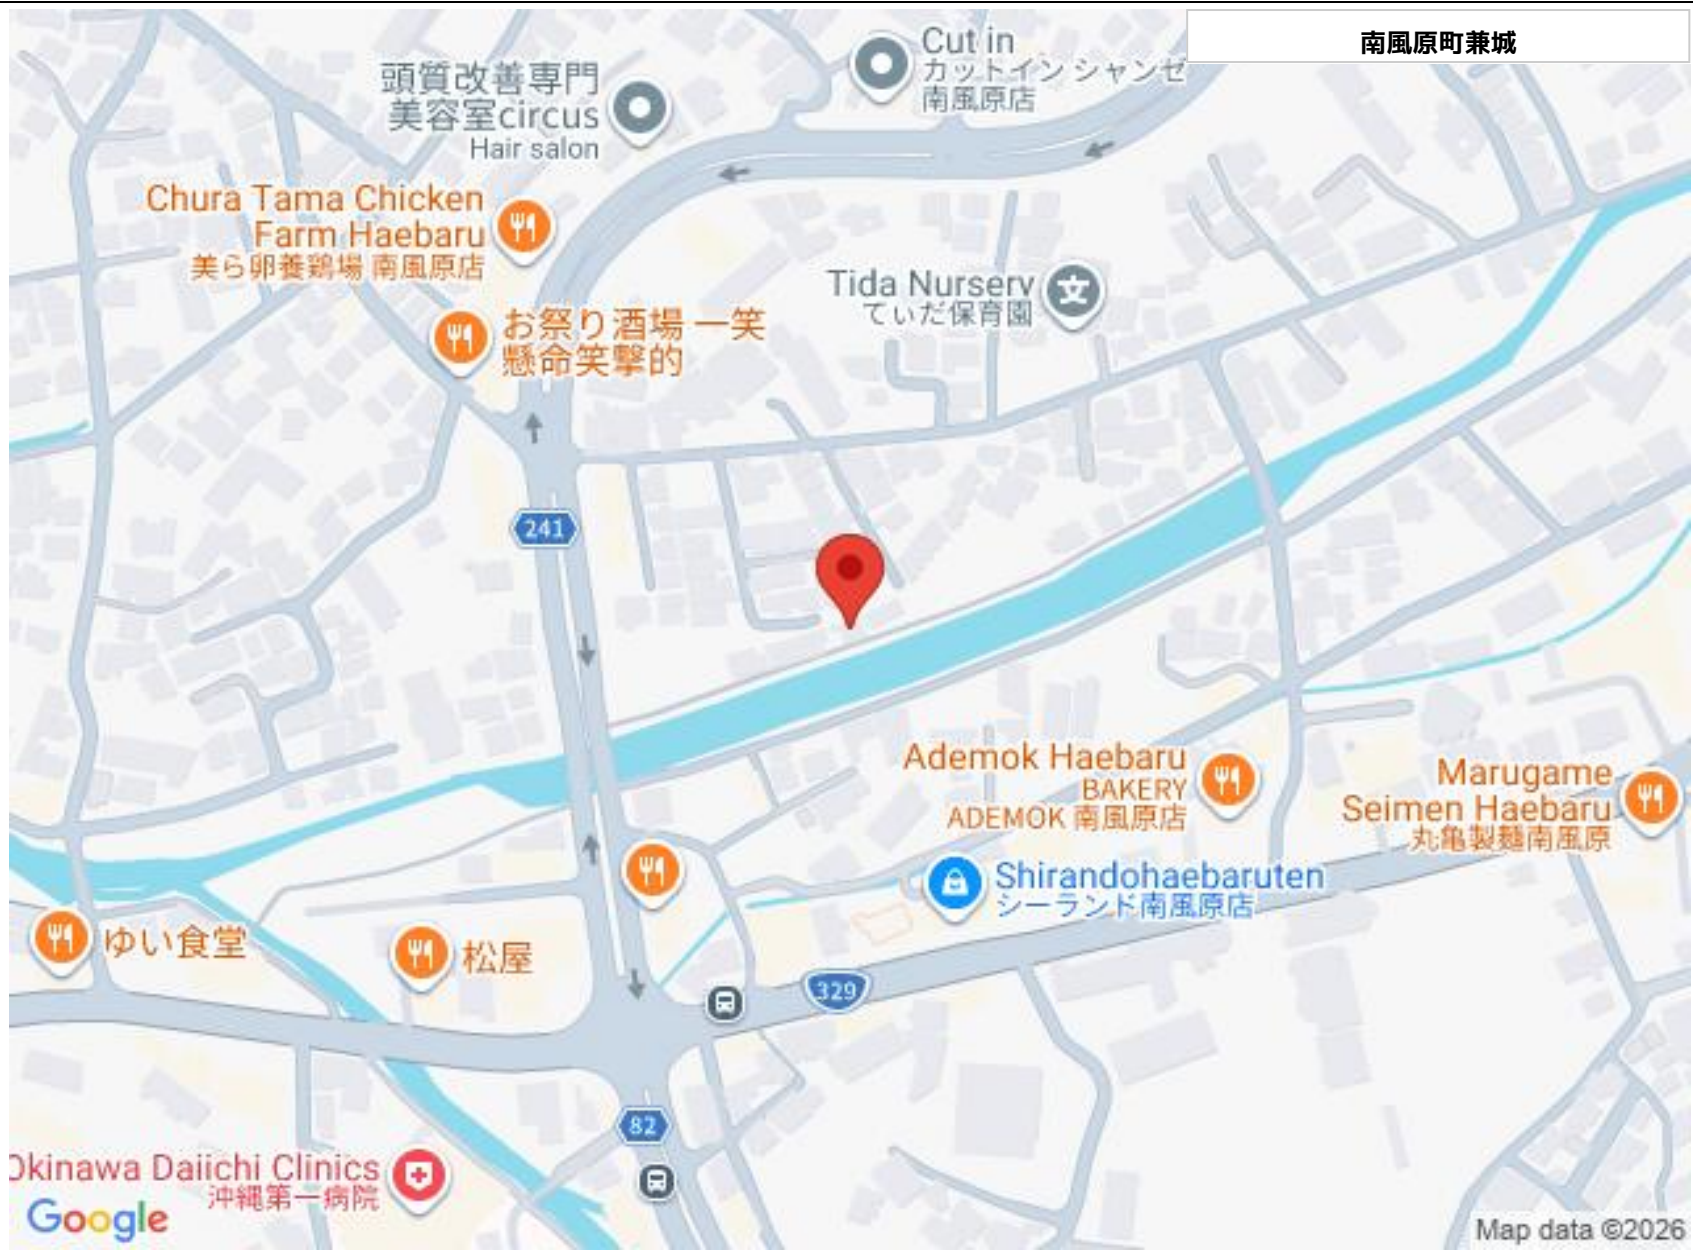 南風原町兼城
Cut in
カットイン シャンゼ
南風原店
頭質改善専門
美容室circus
Hair salon
Chura Tama Chicken
Farm Haebaru
美ら卵養鶏場 南風原店
Tida Nurserv
てぃだ保育園
お祭り酒場 一笑
懸命笑撃的
241
Ademok Haebaru
BAKERY
ADEMOK 南風原店
Marugame
Seimen Haebaru
丸亀製麺南風原
Shirandohaebaruten
シーランド南風原店
ゆい食堂
松屋
329
82
Okinawa Daiichi Clinics
沖縄第一病院
Google
Map data ©2026